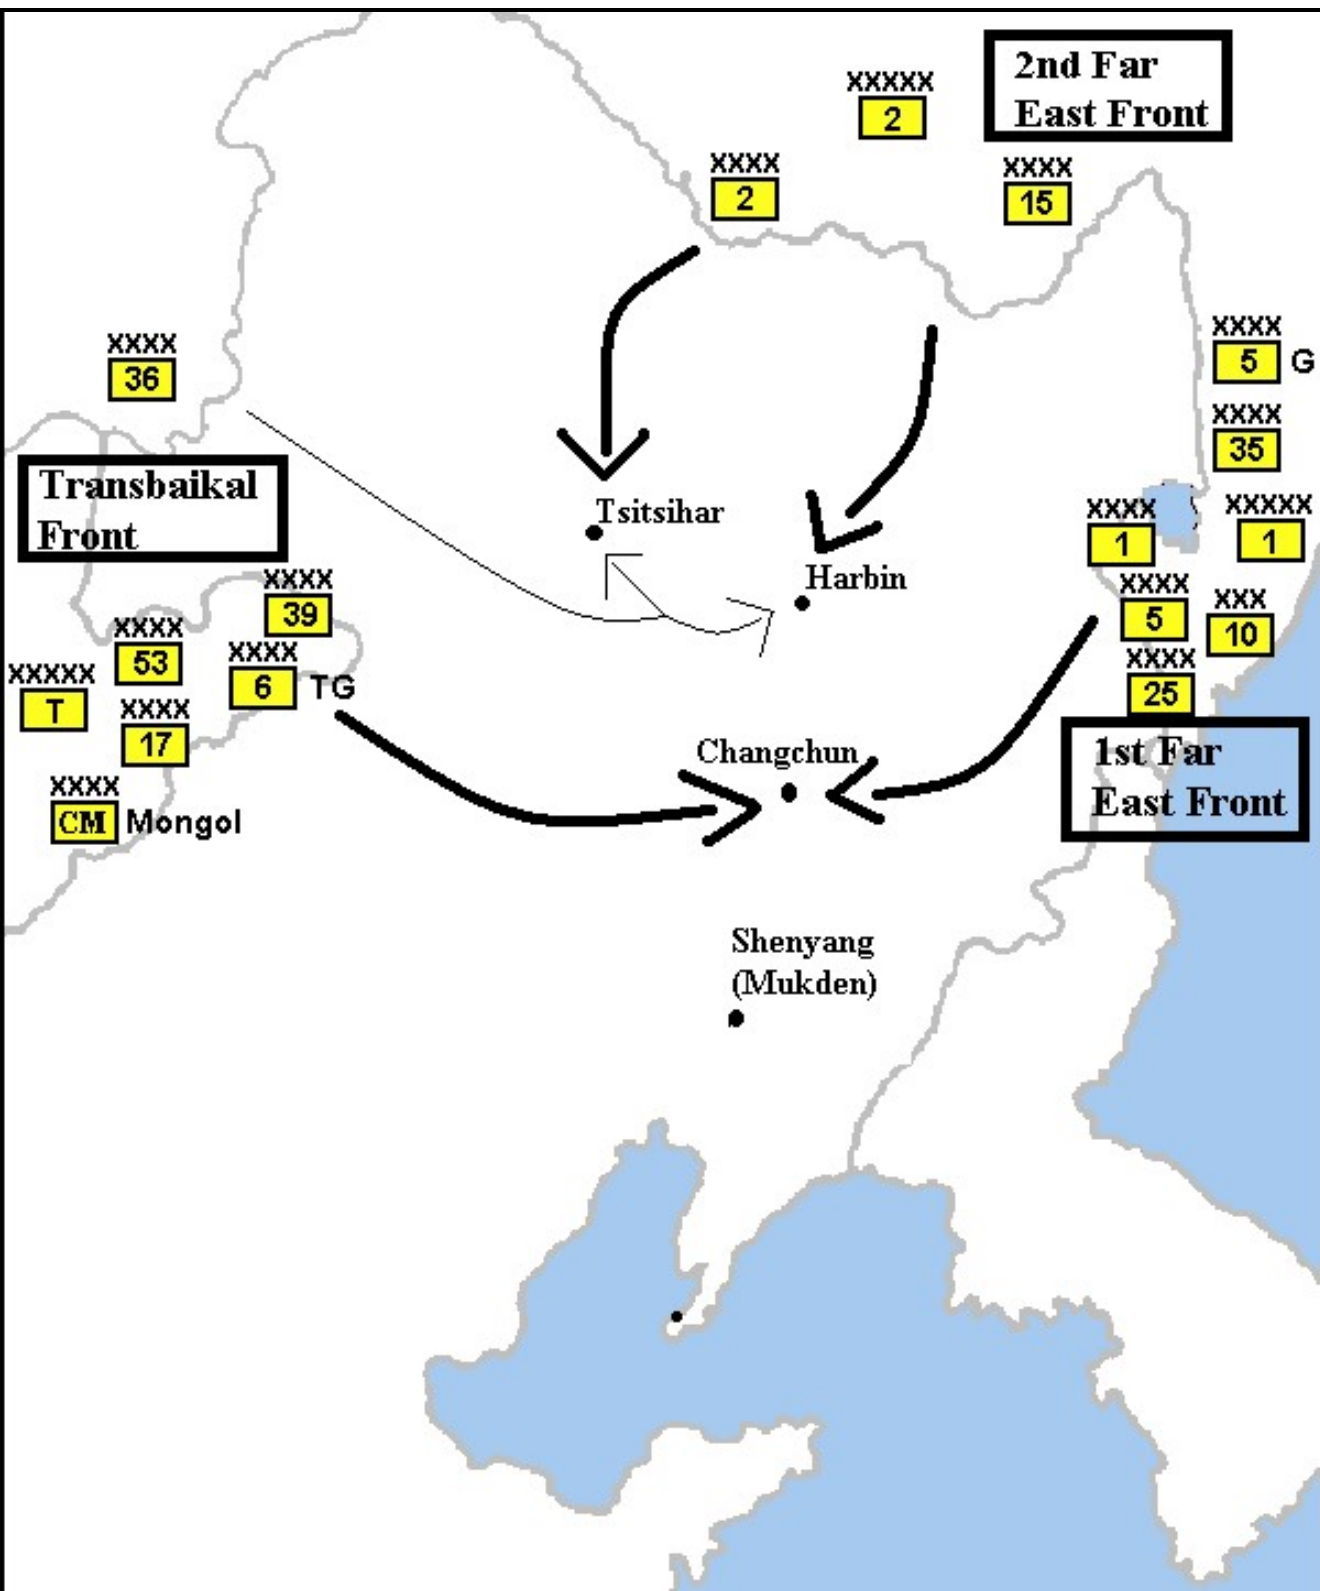 2nd Far
East Front
XXXXX
2
XXXX
2
XXXX
15
XXXX
36
XXXX
5 G
XXXX
35
Transbaikal
Front
Tsitsihar
XXXX
1
XXXXX
1
Harbin
XXXX
39
XXXX
5
XXX
10
XXXX
53
XXXX
6 TG
XXXXX
T
XXXX
25
XXXX
17
1st Far
East Front
Changchun
XXXX
CM Mongol
Shenyang
(Mukden)